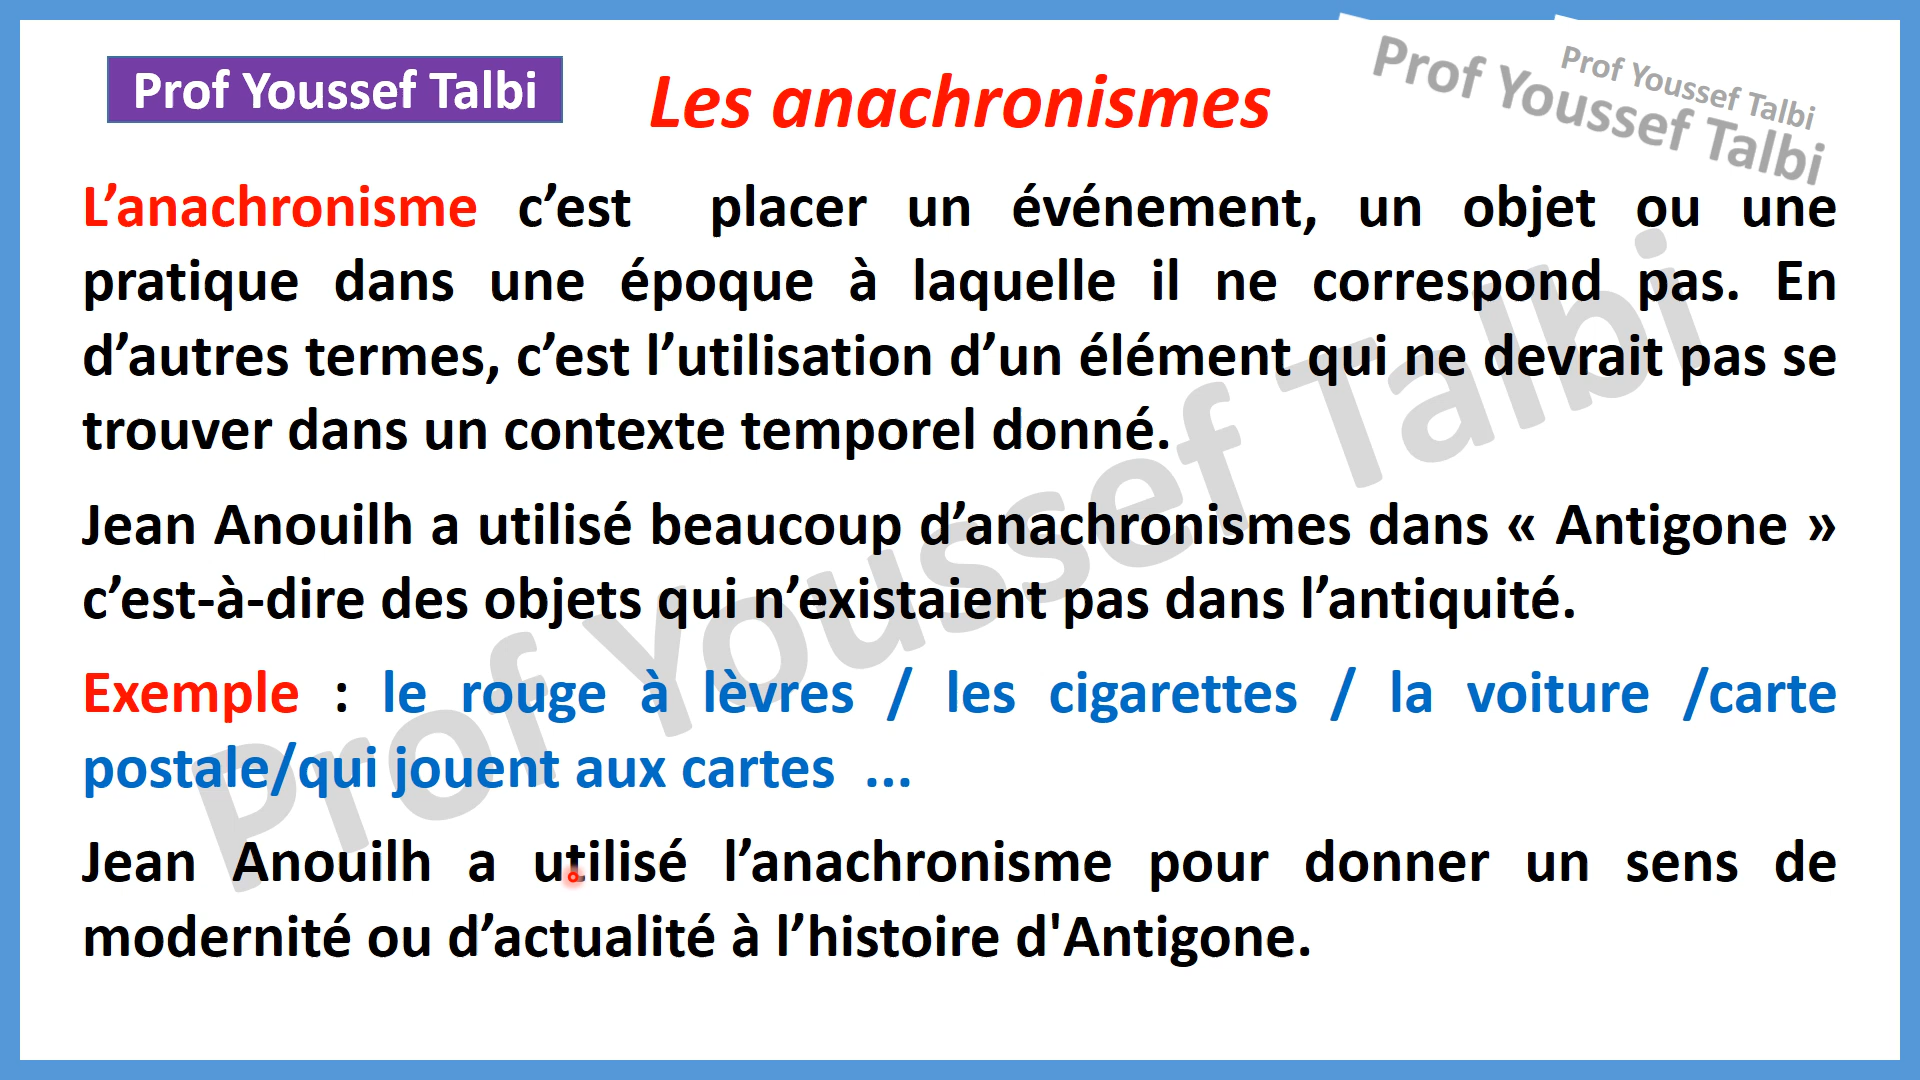 Prof Youssef Talbi
Les anachronismes
Prof Youssef Talbi
Prof Youssef Talbi
L’anachronisme c’est placer un événement, un objet ou une
pratique dans une époque à laquelle il ne correspond pas. En
d’autres termes, c’est l’utilisation d’un élément qui ne devrait pas se
trouver dans un contexte temporel donné.
Jean Anouilh a utilisé beaucoup d’anachronismes dans « Antigone »
c’est-à-dire des objets qui n’existaient pas dans l’antiquité.
Exemple : le rouge à lèvres / les cigarettes / la voiture /carte
postale/qui jouent aux cartes ...
Jean Anouilh a utilisé l’anachronisme pour donner un sens de
modernité ou d’actualité à l’histoire d'Antigone.
Prof Youssef Talbi